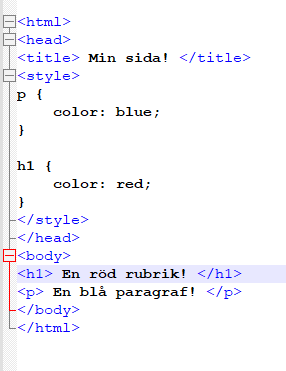 <html>
<head>
<title> Min sida! </title>
<style>
p {
    color: blue;
}

h1 {
    color: red;
}
</style>
</head>
<body>
<h1> En röd rubrik! </h1>
<p> En blå paragraf! </p>
</body>
</html>